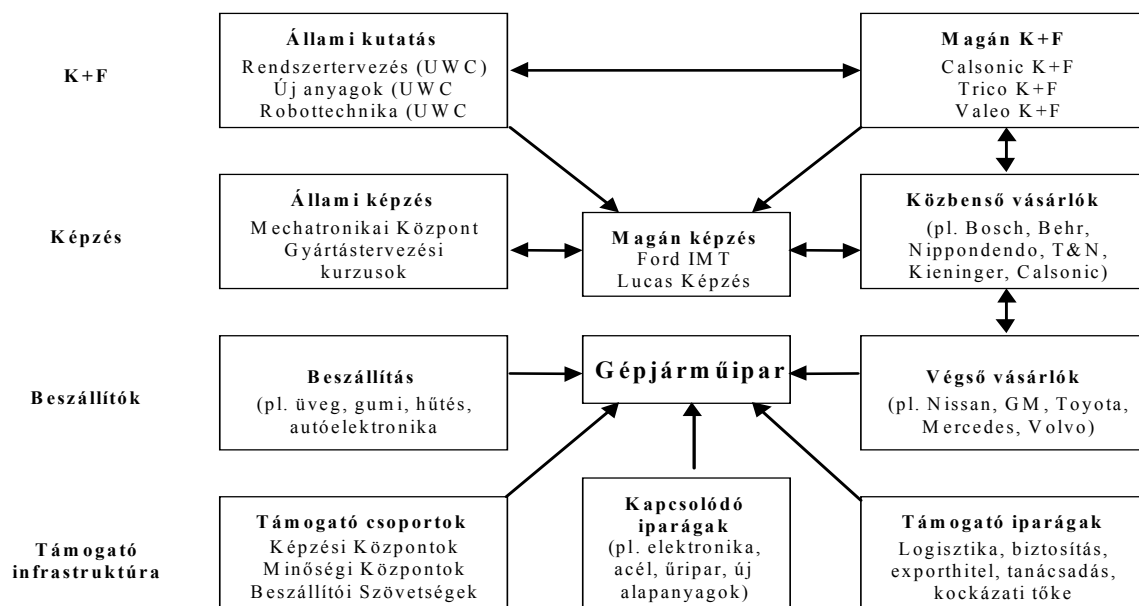 K+F
Állami kutatás
Rendszertervezés (UWC)
Új anyagok (UWC
Robottechnika (UWC
Magán K+F
Calsonic K+F
Trico K+F
Valeo K+F
Képzés
Állami képzés
Mechatronikai Központ
Gyártástervezési
kurzusok
Magán képzés
Ford IMT
Lucas Képzés
Közbenső vásárlók
(pl. Bosch, Behr,
Nippondendo, T&N,
Kieninger, Calsonic)
Beszállítók
Beszállítás
(pl. üveg, gumi, hűtés,
autóelektronika
Gépjárműipar
Végső vásárlók
(pl. Nissan, GM, Toyota,
Mercedes, Volvo)
Támogató
infrastruktúra
Támogató csoportok
Képzési Központok
Minőségi Központok
Beszállítói Szövetségek
Kapcsolódó
iparágak
(pl. elektronika,
acél, űripar, új
alapanyagok)
Támogató iparágak
Logisztika, biztosítás,
exporthitel, tanácsadás,
kockázati tőke